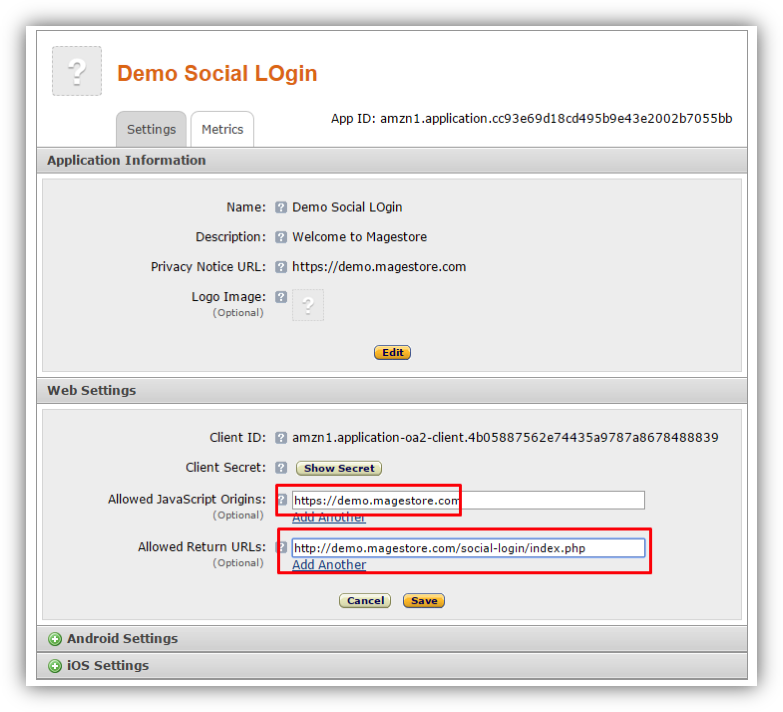 Demo Social LOgin
Settings Metrics App ID: amzn1.application.cc93e69d18cd495b9e43e2002b7055bb
Application Information
Name: ? Demo Social LOgin
Description: ? Welcome to Magestore
Privacy Notice URL: ? https://demo.magestore.com
Logo Image: ? ?
(Optional)
Edit
Web Settings
Client ID: ? amzn1.application-oa2-client.4b05887562e74435a9787a8678488839
Client Secret: ? Show Secret
Allowed JavaScript Origins: ? https://demo.magestore.com
(Optional) Add Another
Allowed Return URLs: ? http://demo.magestore.com/social-login/index.php
(Optional) Add Another
Cancel Save
Android Settings
iOS Settings